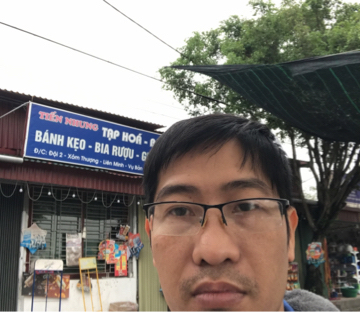 TIẾN NHUNG
TẠP HOÁ -
BÁNH KẸO - BIA RƯỢU - G
Đ/C: Đội 2 - Xóm Thượng - Liên Minh - Vụ Bản